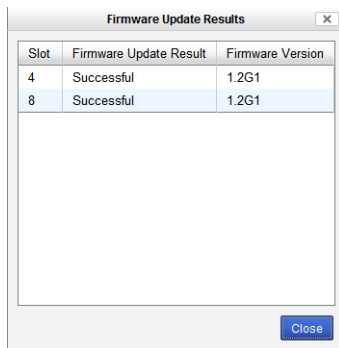 Firmware Update Results
Slot Firmware Update Result Firmware Version
4 Successful 1.2G1
8 Successful 1.2G1
Close